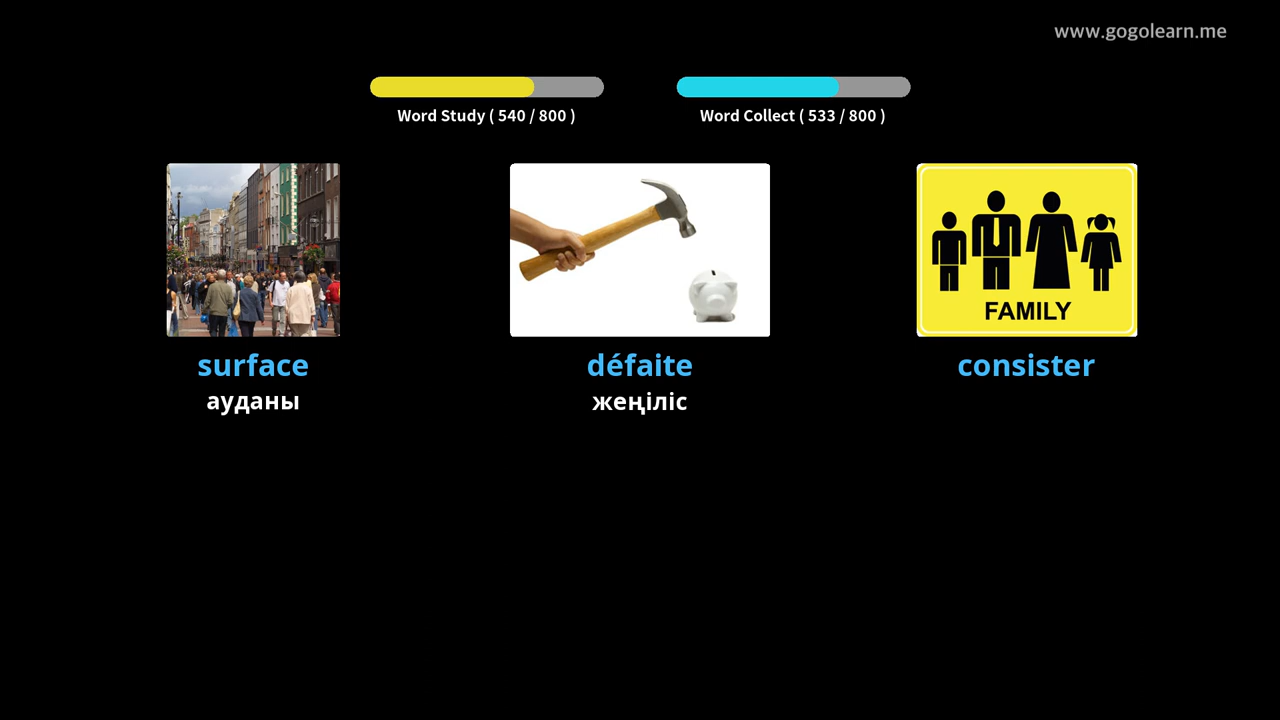 www.gogolearn.me
Word Study ( 540 / 800 )
Word Collect ( 533 / 800 )
FAMILY
surface
défaite
consister
ауданы
жеңіліс